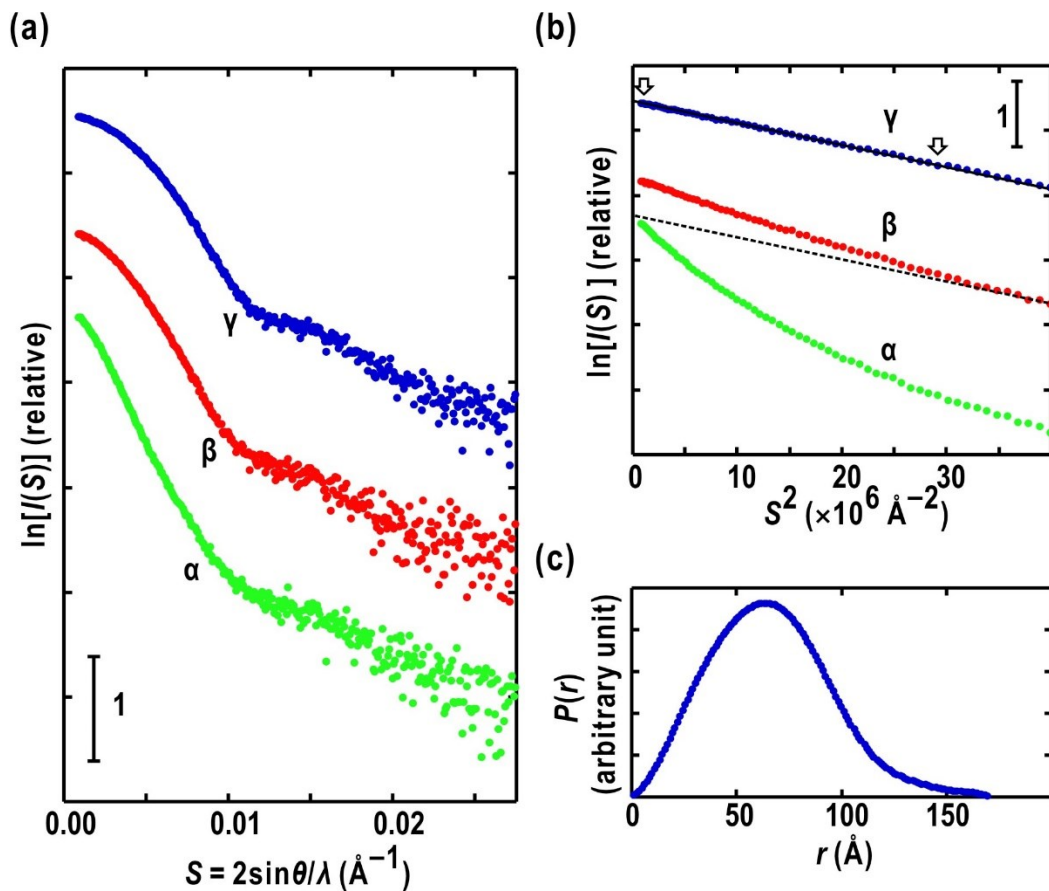 (a)
ln[I(S)] (relative)
γ
β
α
1
0.00
0.01
0.02
S = 2sinθ/λ (Å⁻¹)
(b)
ln[I(S)] (relative)
γ
1
β
α
0
10
20
30
S² (×10⁶ Å⁻²)
(c)
P(r)
(arbitrary unit)
0
50
100
150
r (Å)